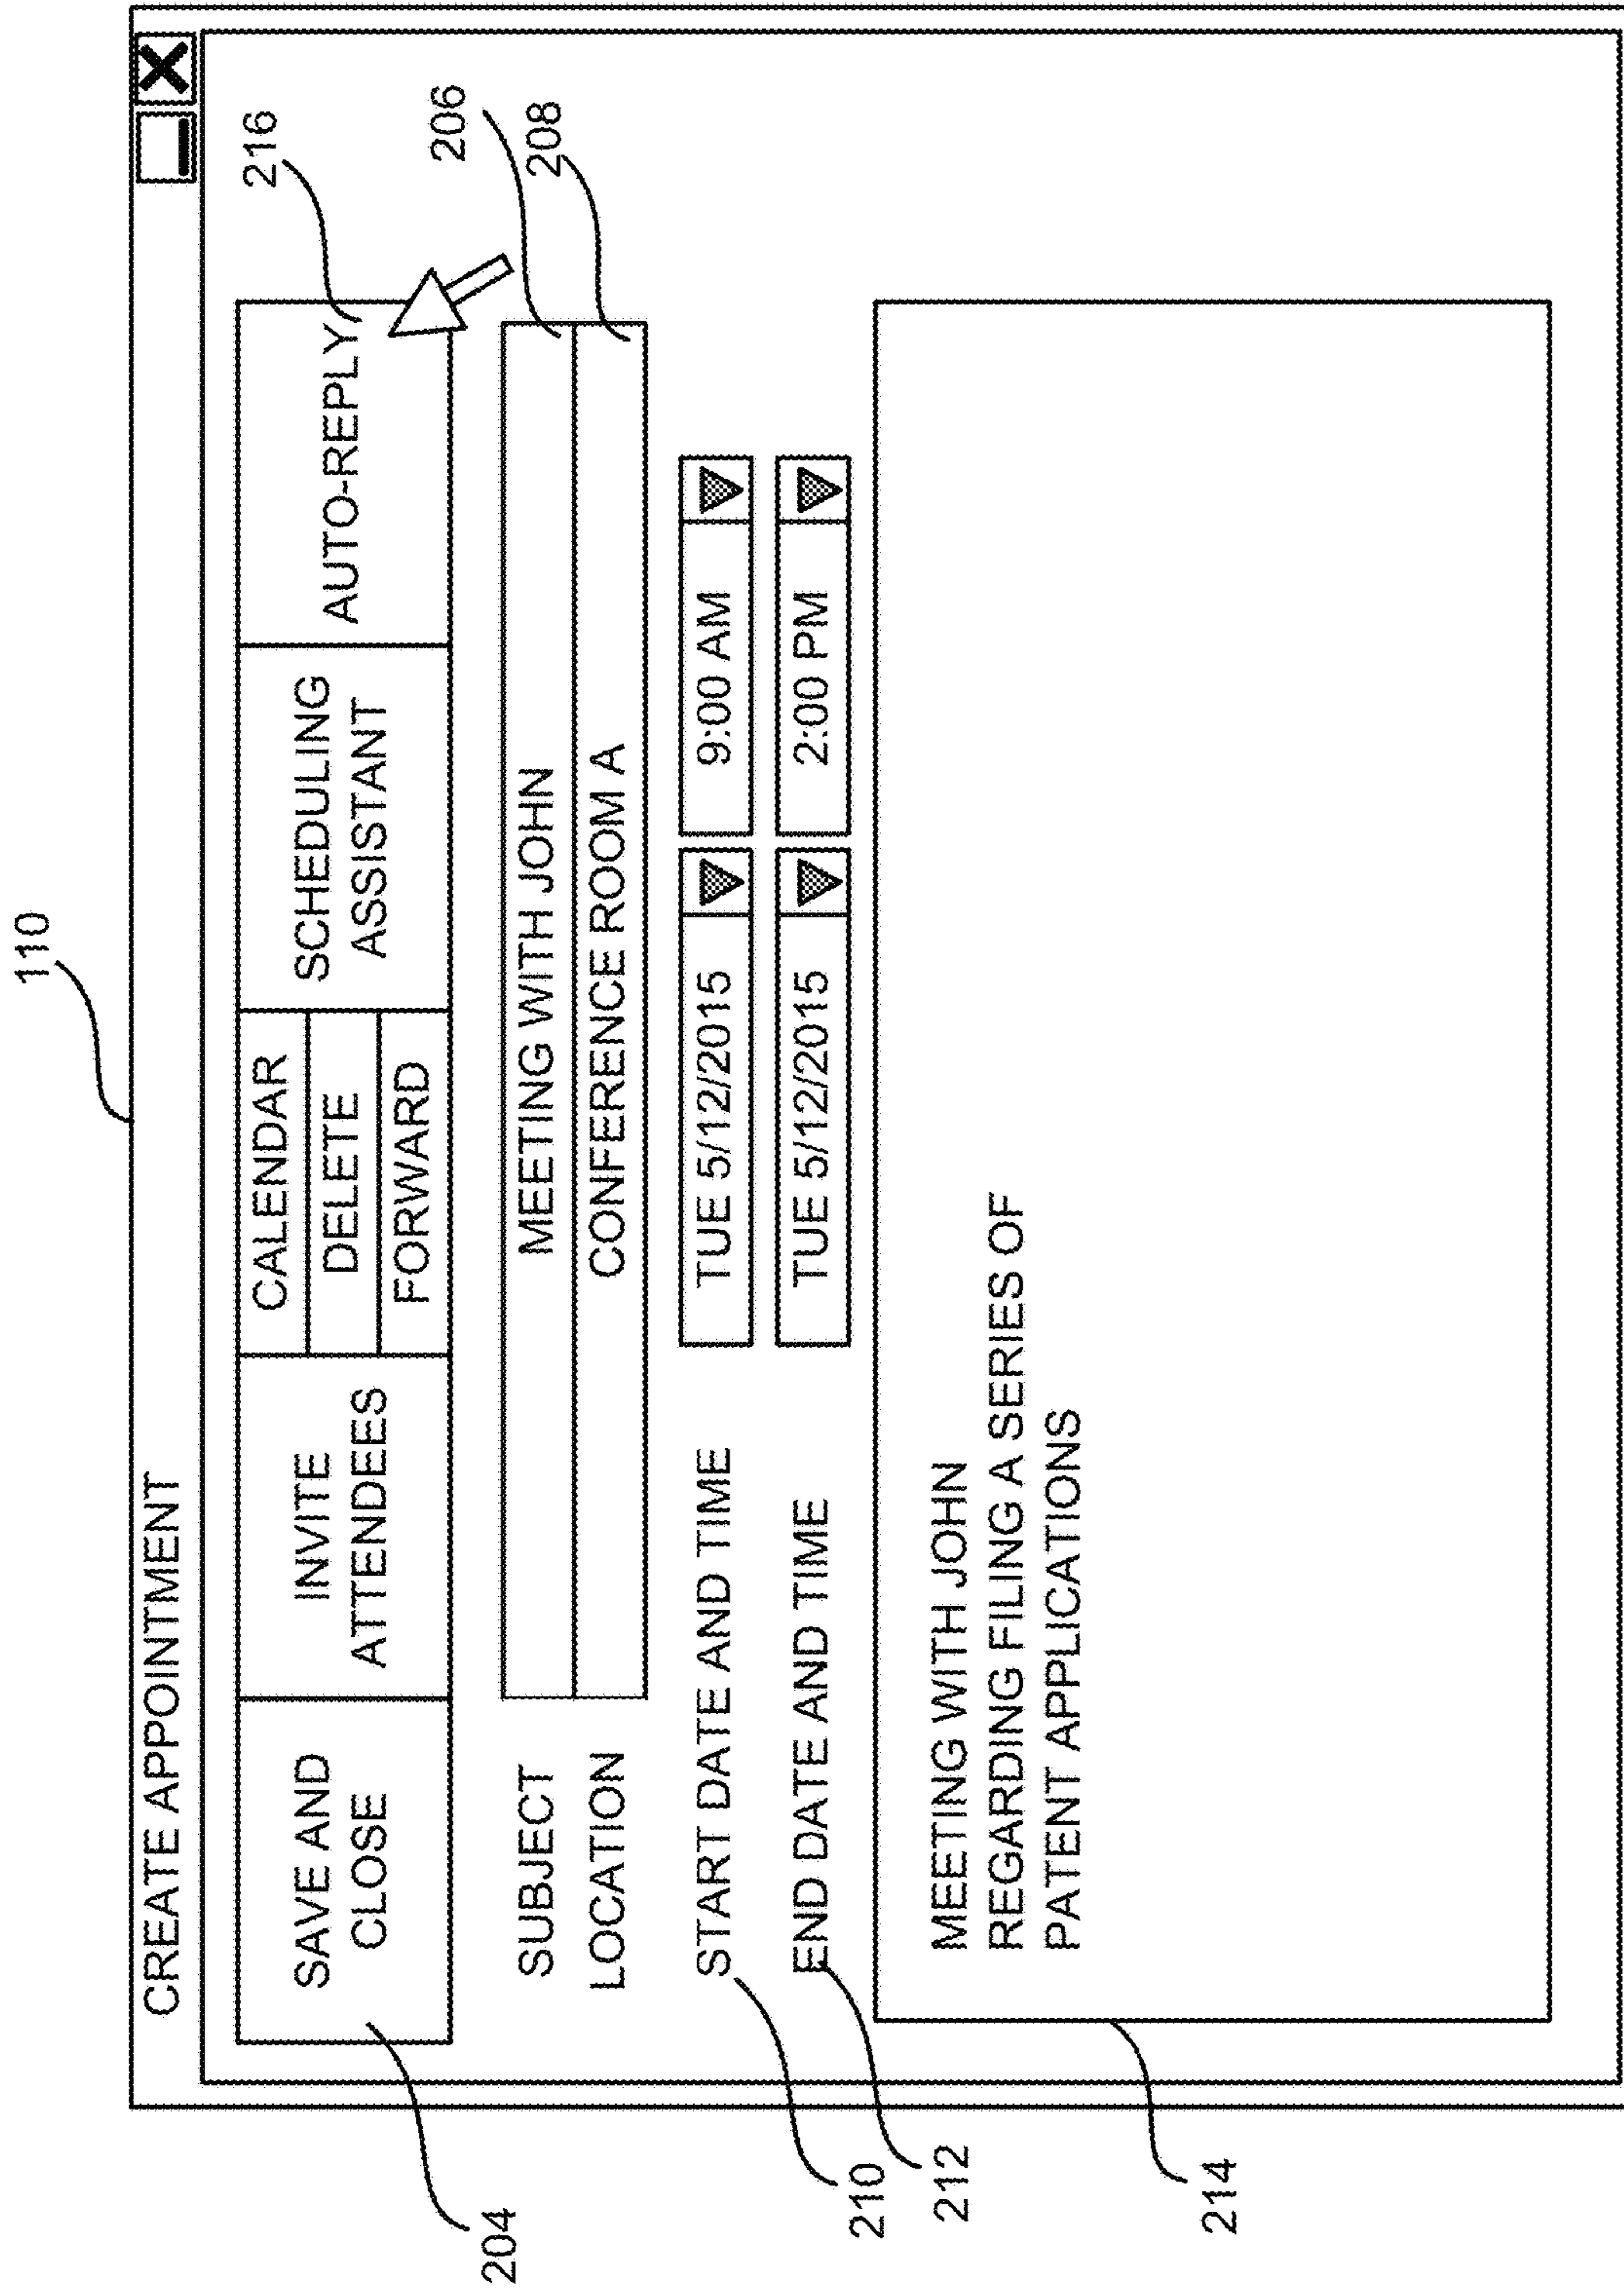 110
CREATE APPOINTMENT
204
SAVE AND
CLOSE
INVITE
ATTENDEES
CALENDAR
DELETE
FORWARD
SCHEDULING
ASSISTANT
AUTO-REPLY
216
SUBJECT
MEETING WITH JOHN
206
LOCATION
CONFERENCE ROOM A
208
210
START DATE AND TIME
TUE 5/12/2015
9:00 AM
212
END DATE AND TIME
TUE 5/12/2015
2:00 PM
214
MEETING WITH JOHN
REGARDING FILING A SERIES OF
PATENT APPLICATIONS